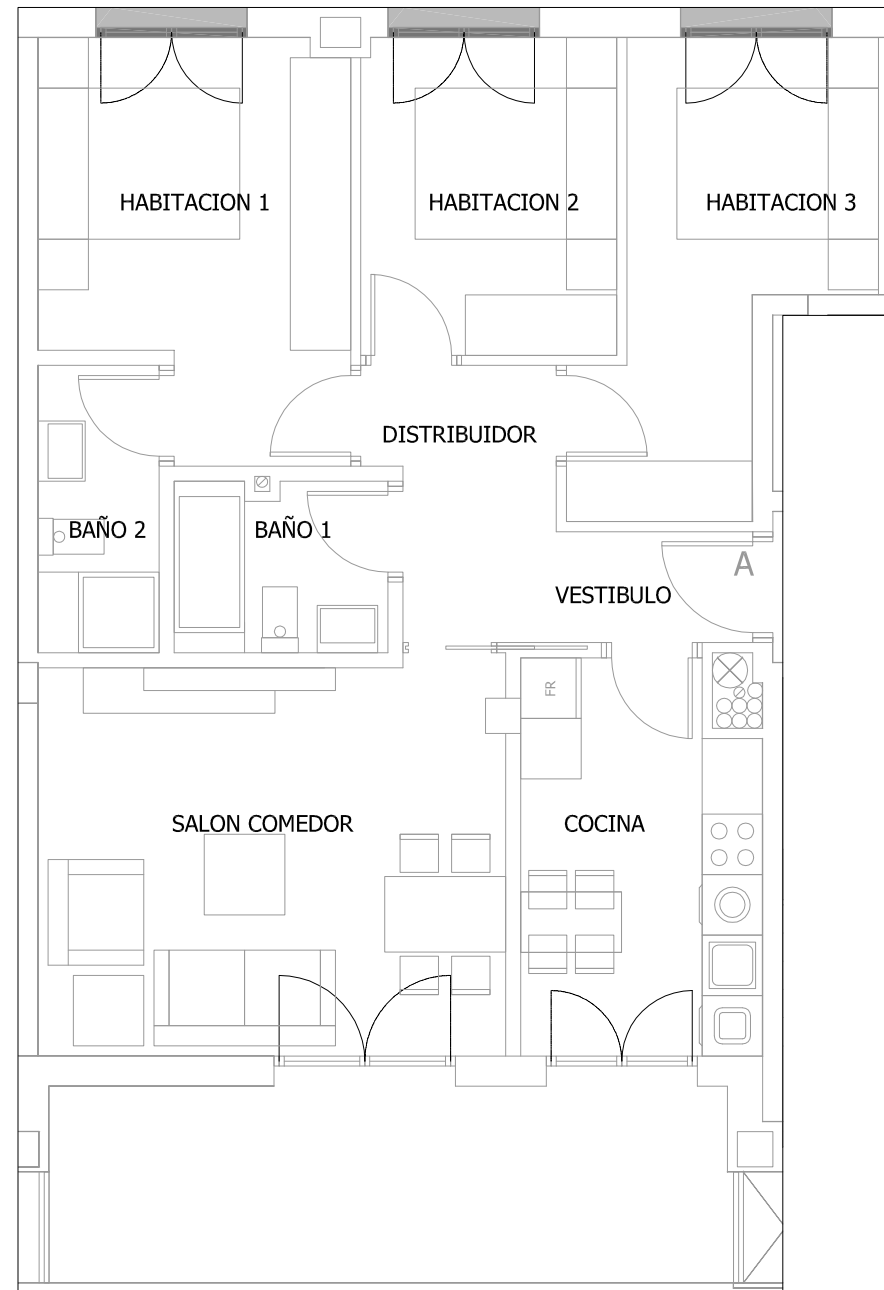 HABITACION 1
HABITACION 2
HABITACION 3
DISTRIBUIDOR
BAÑO 2
BAÑO 1
A
VESTIBULO
FR
SALON COMEDOR
COCINA